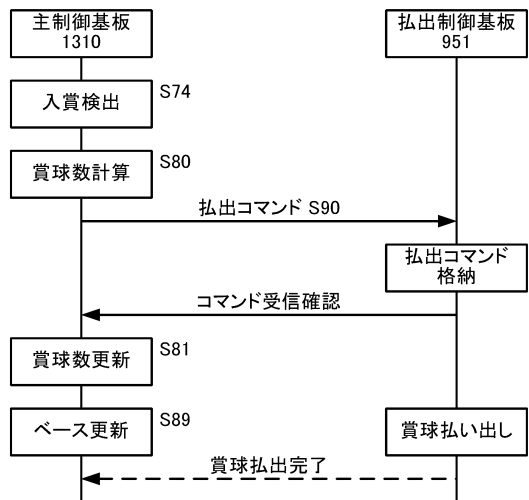 主制御基板
1310
払出制御基板
951
入賞検出
S74
賞球数計算
S80
払出コマンド S90
払出コマンド
格納
コマンド受信確認
賞球数更新
S81
ベース更新
S89
賞球払い出し
賞球払出完了